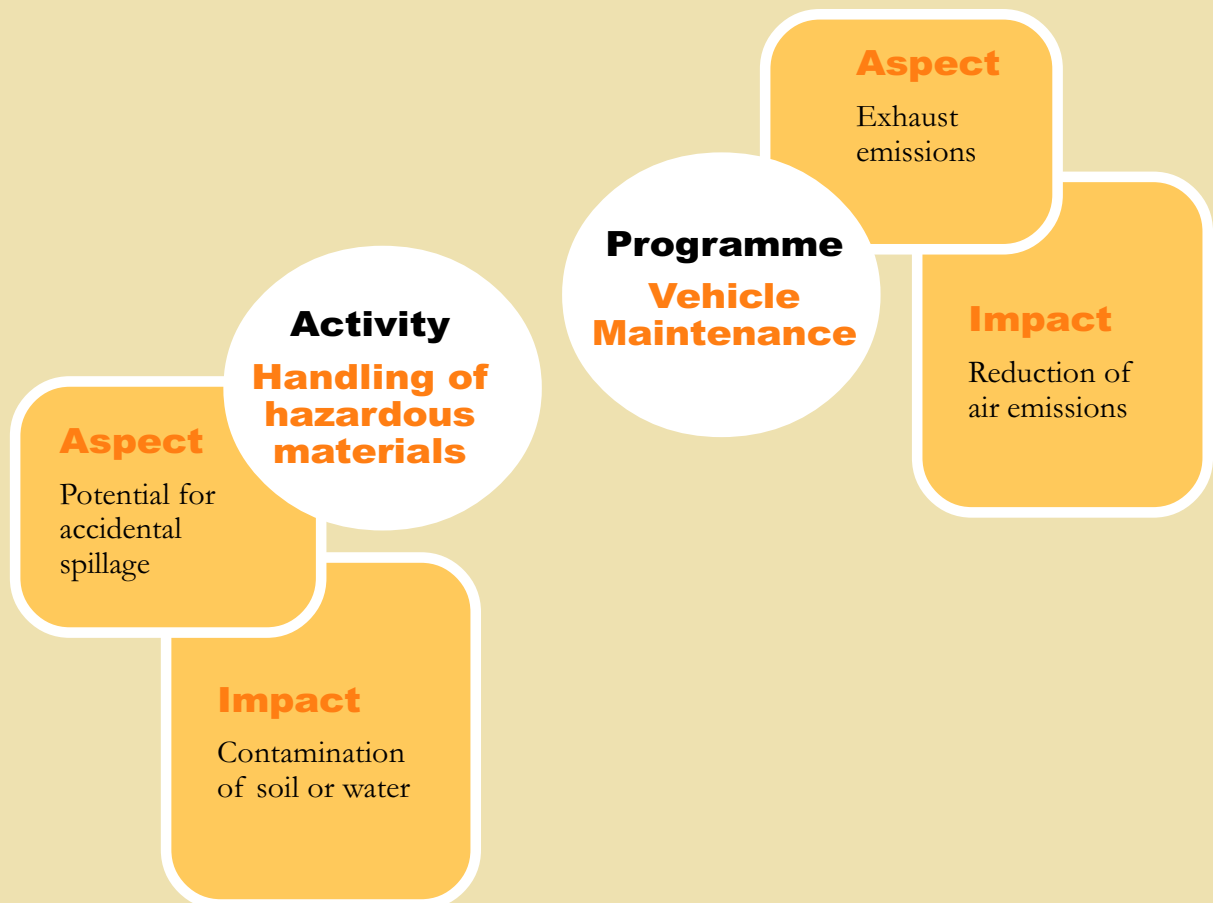 Activity
Handling of
hazardous
materials
Aspect
Potential for
accidental
spillage
Impact
Contamination
of soil or water
Programme
Vehicle
Maintenance
Aspect
Exhaust
emissions
Impact
Reduction of
air emissions